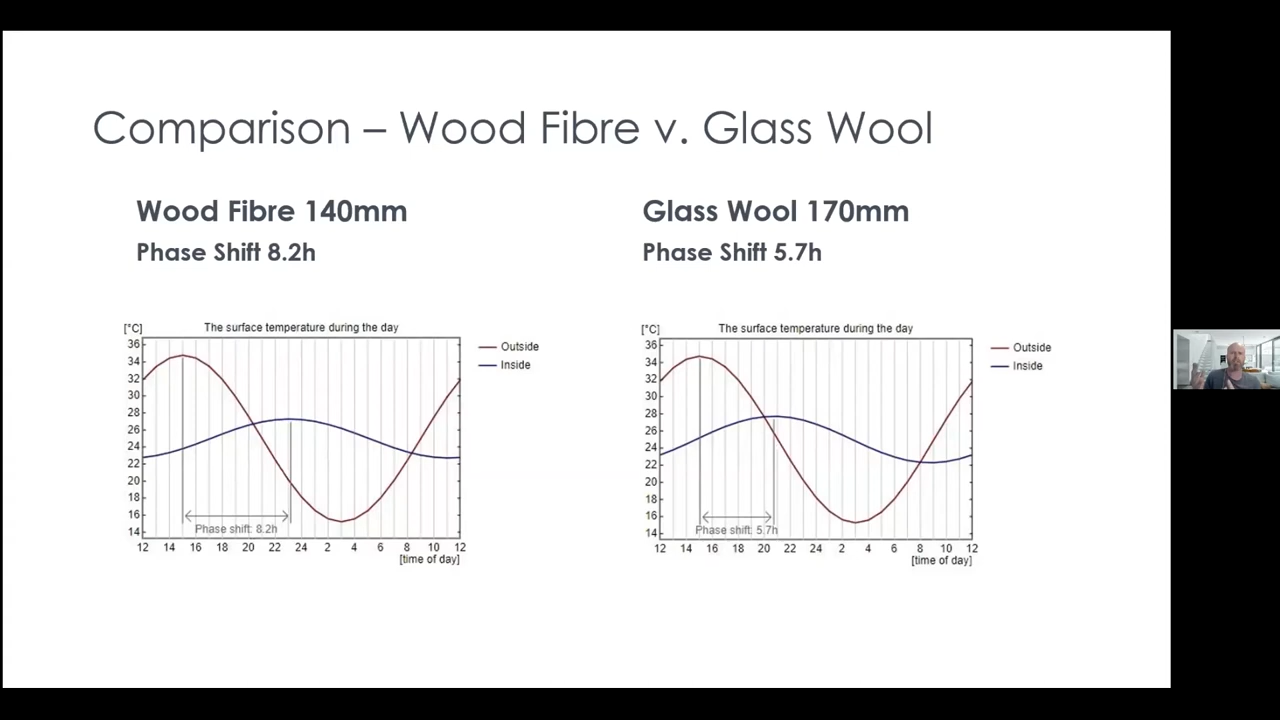 Comparison – Wood Fibre v. Glass Wool
Wood Fibre 140mm
Phase Shift 8.2h
Glass Wool 170mm
Phase Shift 5.7h
[°C]
The surface temperature during the day
36
34
32
30
28
26
24
22
20
18
16
14
Outside
Inside
Phase shift: 8.2h
12 14 16 18 20 22 24 2 4 6 8 10 12
[time of day]
[°C]
The surface temperature during the day
36
34
32
30
28
26
24
22
20
18
16
14
Outside
Inside
Phase shift: 5.7h
12 14 16 18 20 22 24 2 4 6 8 10 12
[time of day]